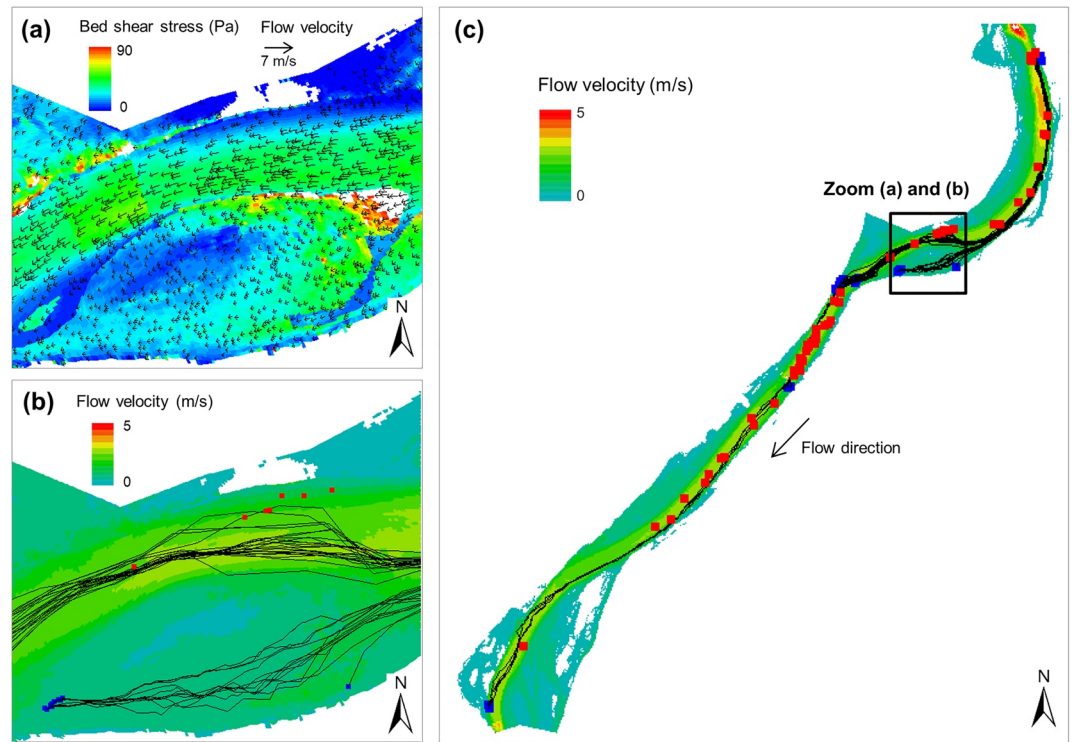 (a)
Bed shear stress (Pa)
Flow velocity
90
7 m/s
0
N
(b)
Flow velocity (m/s)
5
0
N
(c)
Flow velocity (m/s)
5
0
Zoom (a) and (b)
Flow direction
N